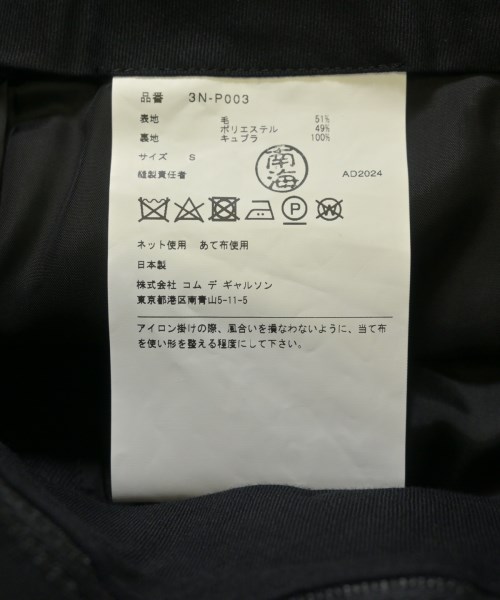 品番 3N-P003
表地 毛 51%
ポリエステル 49%
裏地 キュプラ 100%
サイズ S
南海
縫製責任者 AD2024
P W
ネット使用 あて布使用
日本製
株式会社 コム デ ギャルソン
東京都港区南青山5-11-5
アイロン掛けの際、風合いを損なわないように、当て布
を使い形を整える程度にして下さい。